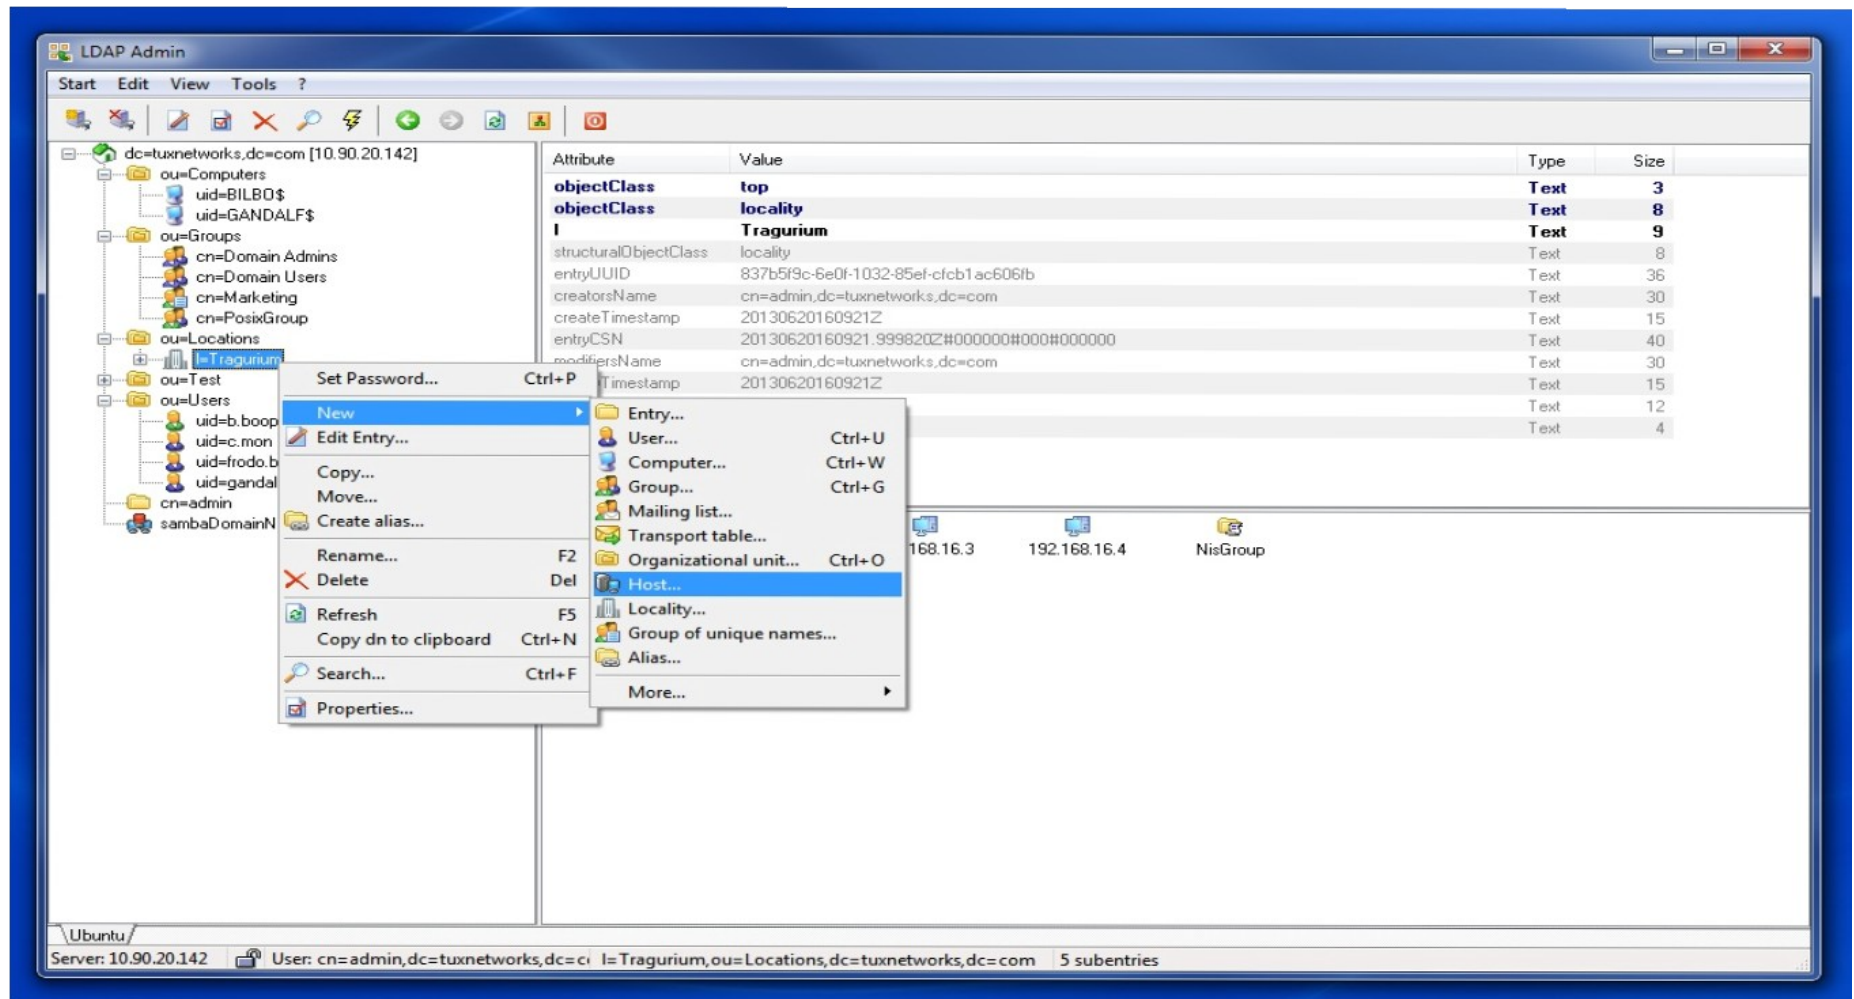 LDAP Admin
Start Edit View Tools ?
dc=tuxnetworks,dc=com [10.90.20.142]
ou=Computers
uid=BILBO$
uid=GANDALF$
ou=Groups
cn=Domain Admins
cn=Domain Users
cn=Marketing
cn=PosixGroup
ou=Locations
l=Tragurium
ou=Test
ou=Users
uid=b.boop
uid=c.mon
uid=frodo.b
uid=gandal
cn=admin
sambaDomainN
Attribute Value Type Size
objectClass top Text 3
objectClass locality Text 8
l Tragurium Text 9
structuralObjectClass locality Text 8
entryUUID 837b5f9c-6e0f-1032-85ef-cfcb1ac606fb Text 36
creatorsName cn=admin,dc=tuxnetworks,dc=com Text 30
createTimestamp 20130620160921Z Text 15
entryCSN 20130620160921.999820Z#000000#000#000000 Text 40
modifiersName cn=admin,dc=tuxnetworks,dc=com Text 30
Timestamp 20130620160921Z Text 15
Text 12
Text 4
Set Password... Ctrl+P
New
Edit Entry...
Copy...
Move...
Create alias...
Rename... F2
Delete Del
Refresh F5
Copy dn to clipboard Ctrl+N
Search... Ctrl+F
Properties...
Entry...
User... Ctrl+U
Computer... Ctrl+W
Group... Ctrl+G
Mailing list...
Transport table...
Organizational unit... Ctrl+O
Host...
Locality...
Group of unique names...
Alias...
More...
168.16.3 192.168.16.4 NisGroup
Ubuntu
Server: 10.90.20.142 User: cn=admin,dc=tuxnetworks,dc=c l=Tragurium,ou=Locations,dc=tuxnetworks,dc=com 5 subentries